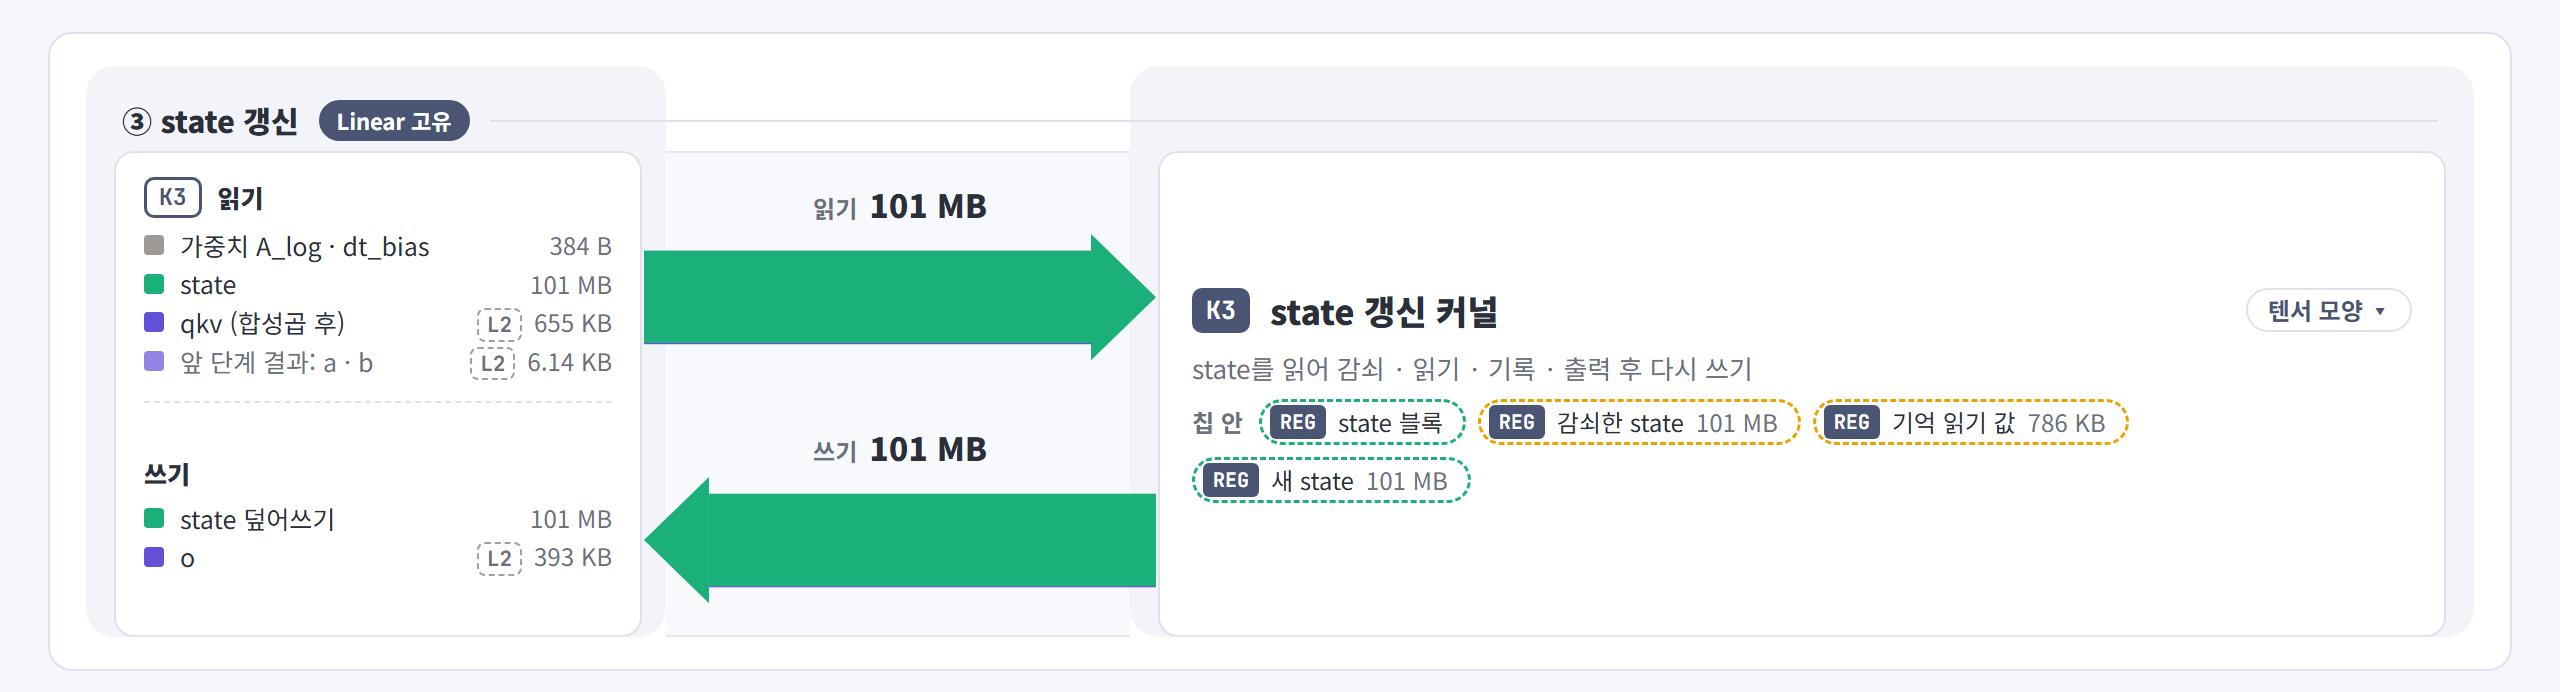 ③ state 갱신 Linear 고유
K3 읽기
가중치 A_log · dt_bias 384 B
state 101 MB
qkv (합성곱 후) L2 655 KB
앞 단계 결과: a · b L2 6.14 KB
쓰기
state 덮어쓰기 101 MB
o L2 393 KB
읽기 101 MB
쓰기 101 MB
K3 state 갱신 커널
텐서 모양 ▾
state를 읽어 감쇠 · 읽기 · 기록 · 출력 후 다시 쓰기
칩 안 REG state 블록 REG 감쇠한 state 101 MB REG 기억 읽기 값 786 KB
REG 새 state 101 MB